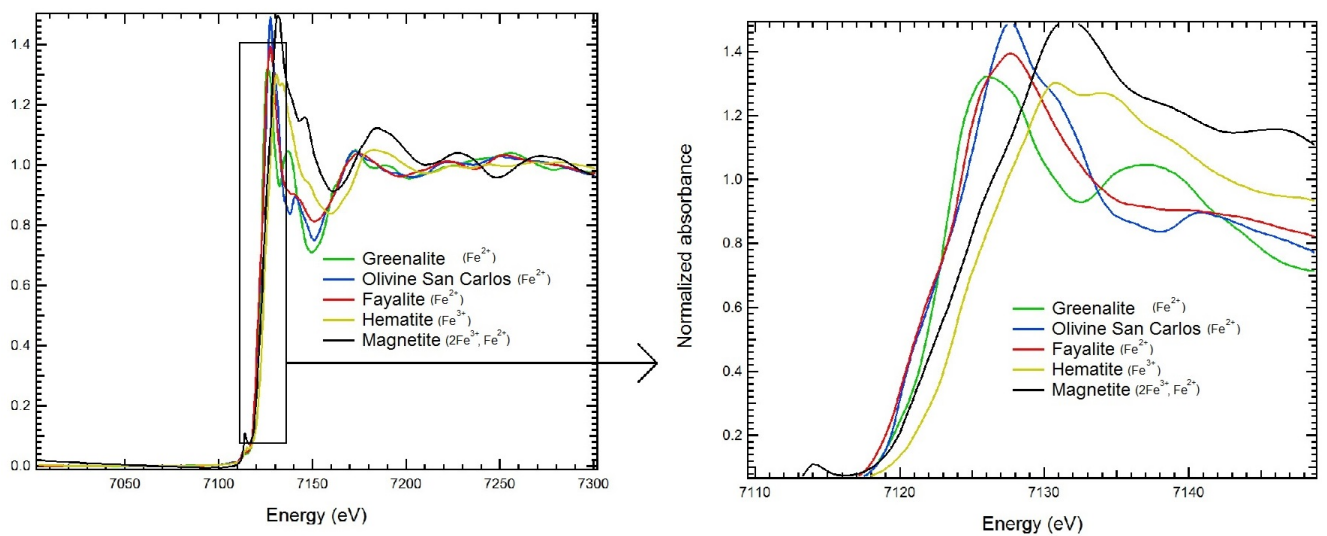 1.4
1.2
1.0
0.8
0.6
0.4
0.2
0.0
Greenalite (Fe²⁺)
Olivine San Carlos (Fe²⁺)
Fayalite (Fe²⁺)
Hematite (Fe³⁺)
Magnetite (2Fe³⁺, Fe²⁺)
7050 7100 7150 7200 7250 7300
Energy (eV)
Normalized absorbance
1.4
1.2
1.0
0.8
0.6
0.4
0.2
Greenalite (Fe²⁺)
Olivine San Carlos (Fe²⁺)
Fayalite (Fe²⁺)
Hematite (Fe³⁺)
Magnetite (2Fe³⁺, Fe²⁺)
7110 7120 7130 7140
Energy (eV)